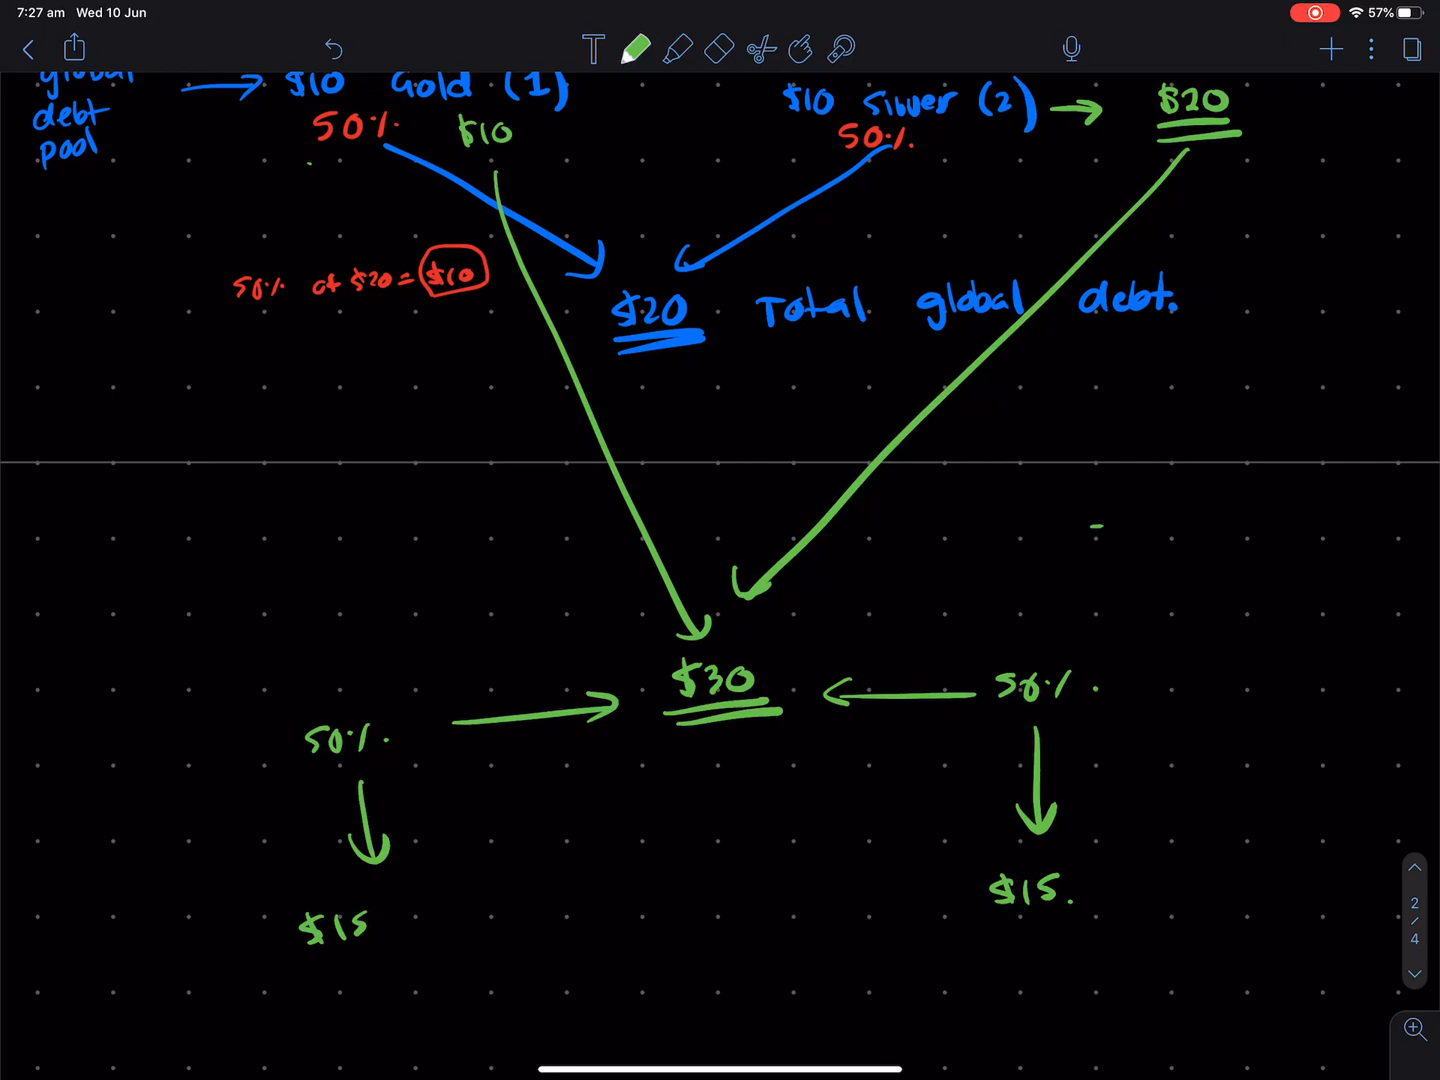 7:27 am Wed 10 Jun
57%
global
debt
pool
$10 Gold (1)
50%. $10
$10 Silver (2)
50%.
$20
50% of $20 = $10
$20 Total global debt.
$30
50%.
50%.
$15
$15.
2
/
4